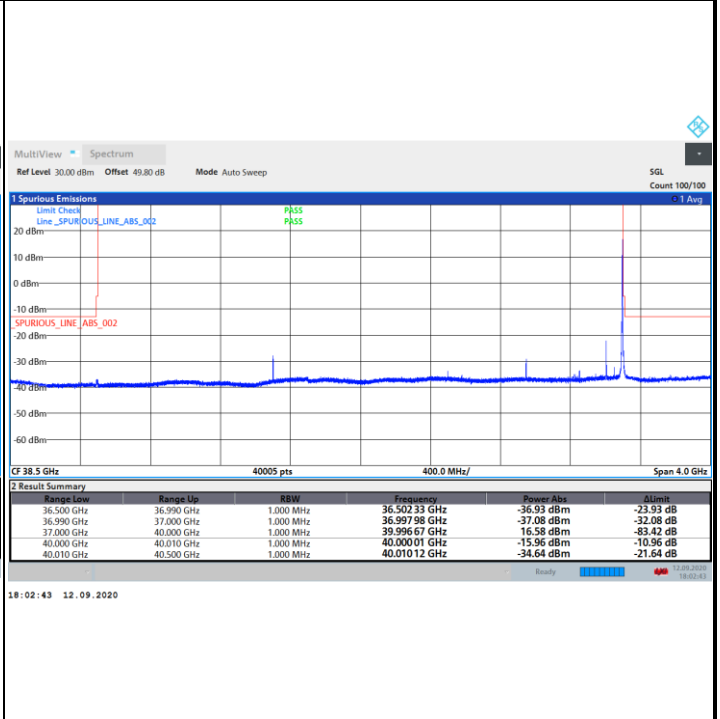 MultiView Spectrum
Ref Level 30.00 dBm Offset 49.80 dB Mode Auto Sweep SGL
Count 100/100
1 Spurious Emissions 1 Avg
Limit Check PASS
Line _SPURIOUS_LINE_ABS_002 PASS
20 dBm
10 dBm
0 dBm
-10 dBm
_SPURIOUS_LINE_ABS_002
-20 dBm
-30 dBm
-40 dBm
-50 dBm
-60 dBm
CF 38.5 GHz 40005 pts 400.0 MHz/ Span 4.0 GHz
2 Result Summary
Range Low Range Up RBW Frequency Power Abs ΔLimit
36.500 GHz 36.990 GHz 1.000 MHz 36.502 33 GHz -36.93 dBm -23.93 dB
36.990 GHz 37.000 GHz 1.000 MHz 36.997 98 GHz -37.08 dBm -32.08 dB
37.000 GHz 40.000 GHz 1.000 MHz 39.996 67 GHz 16.58 dBm -83.42 dB
40.000 GHz 40.010 GHz 1.000 MHz 40.000 01 GHz -15.96 dBm -10.96 dB
40.010 GHz 40.500 GHz 1.000 MHz 40.010 12 GHz -34.64 dBm -21.64 dB
Ready 12.09.2020
18:02:43
18:02:43 12.09.2020